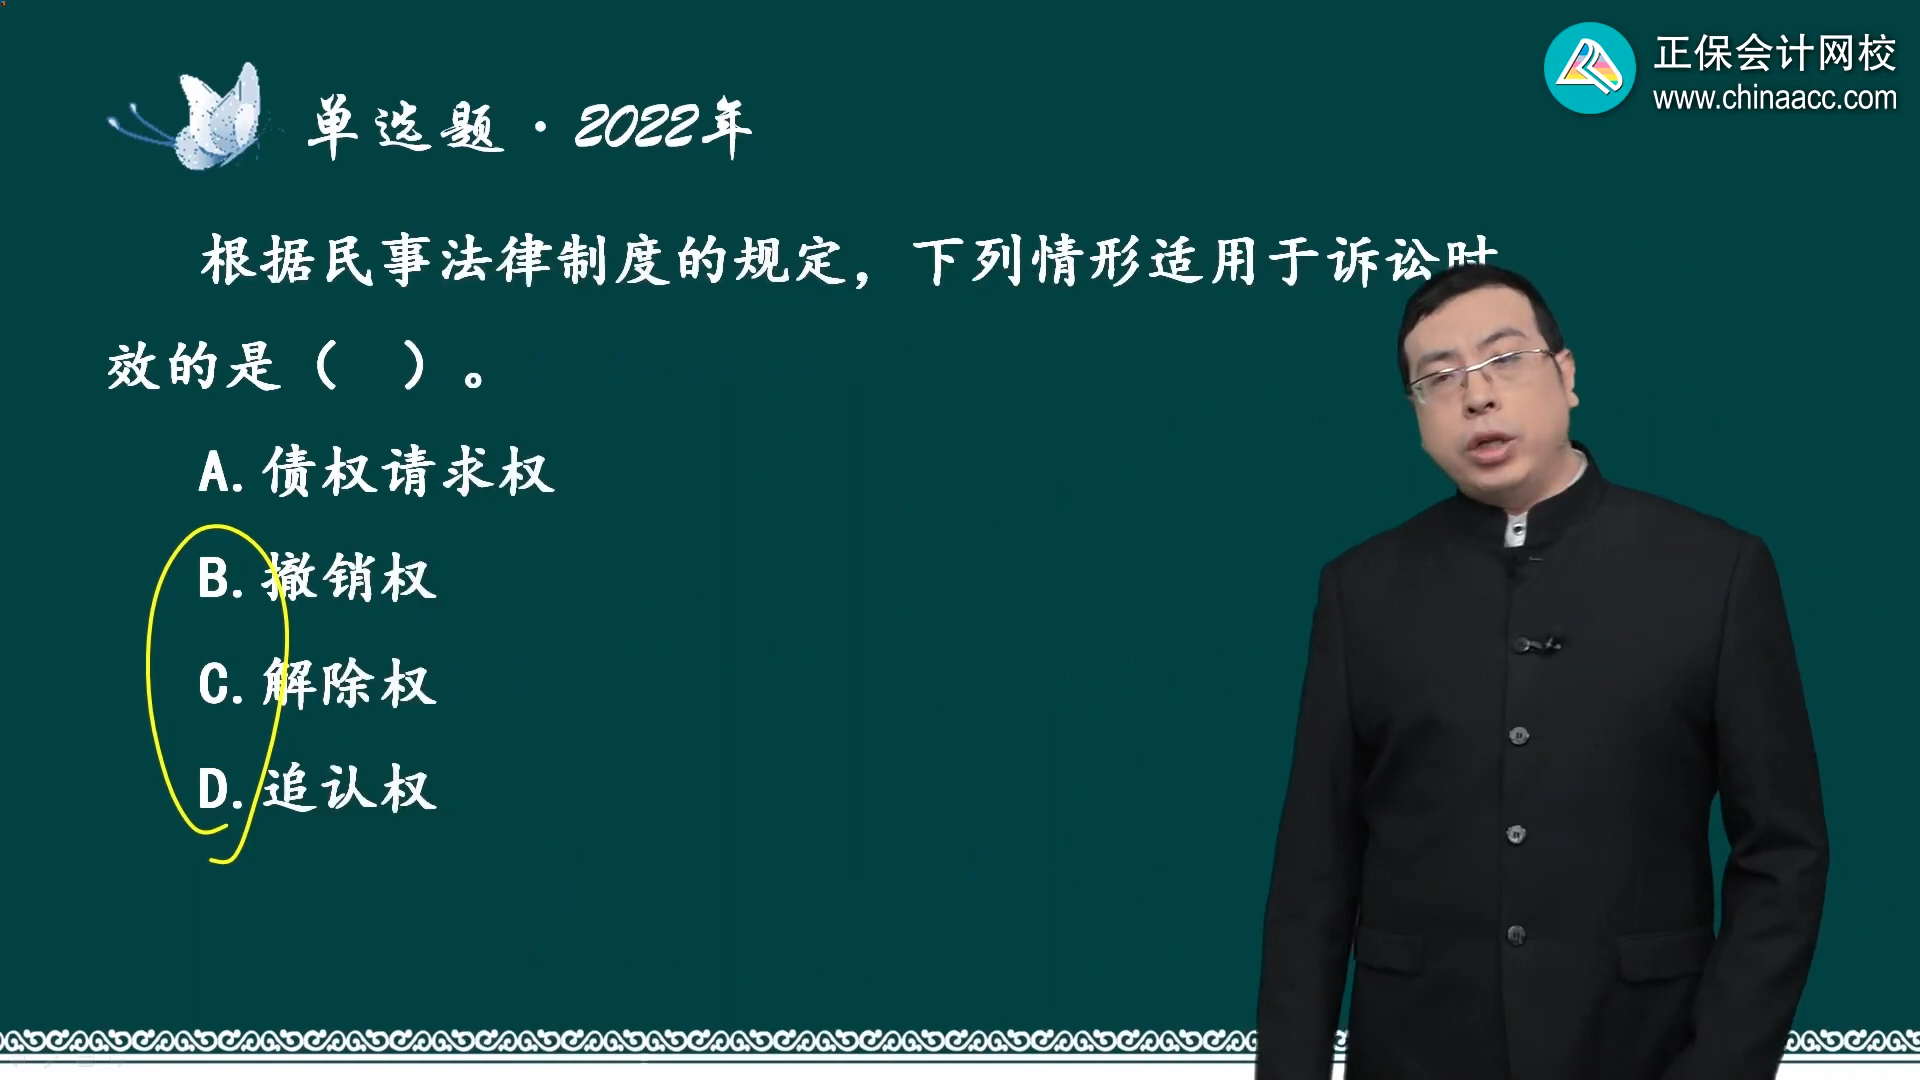 正保会计网校
www.chinaacc.com
单选题·2022年
根据民事法律制度的规定，下列情形适用于诉讼时
效的是（ ）。
A.债权请求权
B.撤销权
C.解除权
D.追认权